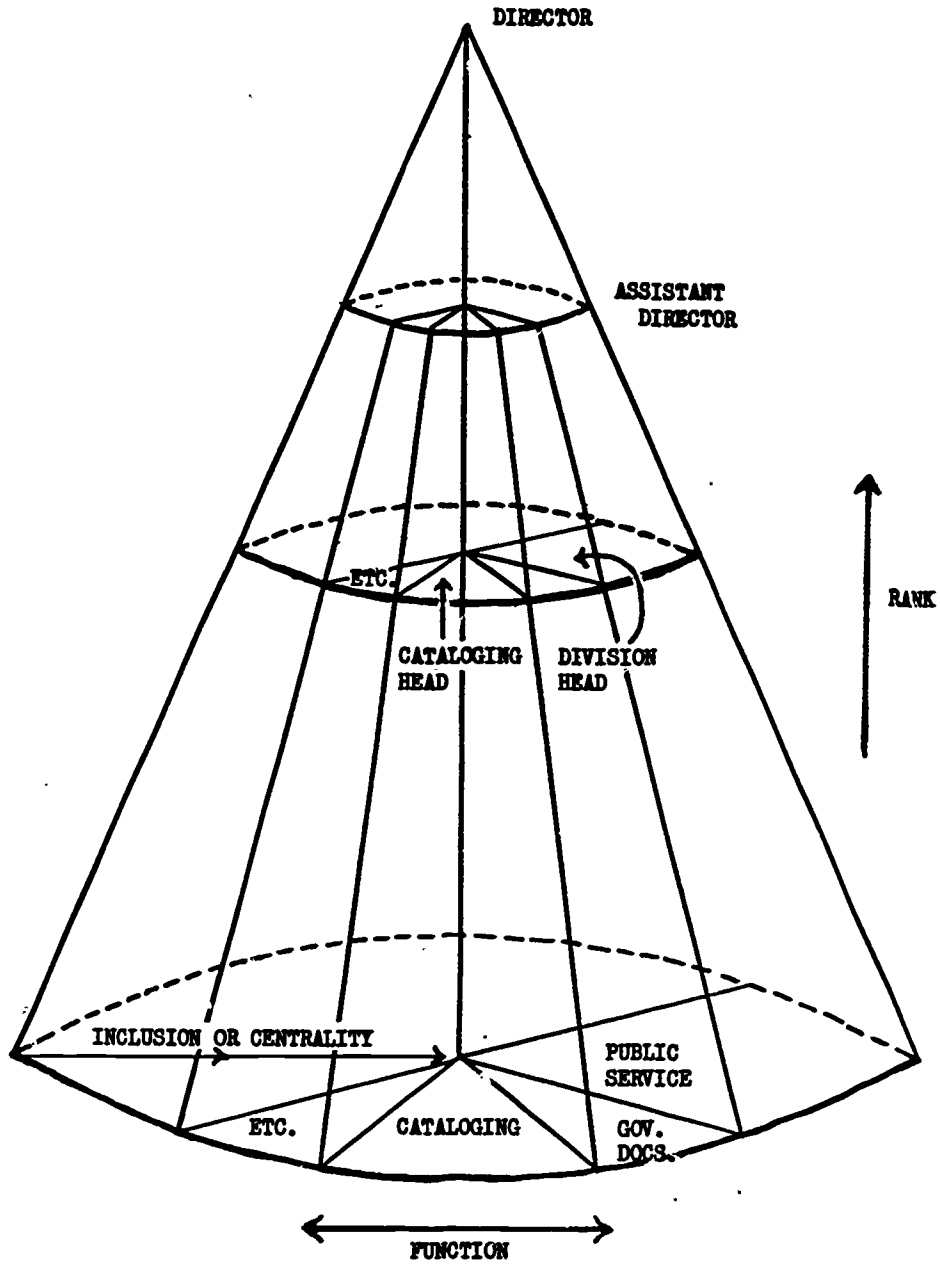 DIRECTOR
ASSISTANT
DIRECTOR
ETC.
RANK
CATALOGING
HEAD
DIVISION
HEAD
INCLUSION OR CENTRALITY
PUBLIC
SERVICE
ETC.
CATALOGING
GOV.
DOCS.
FUNCTION